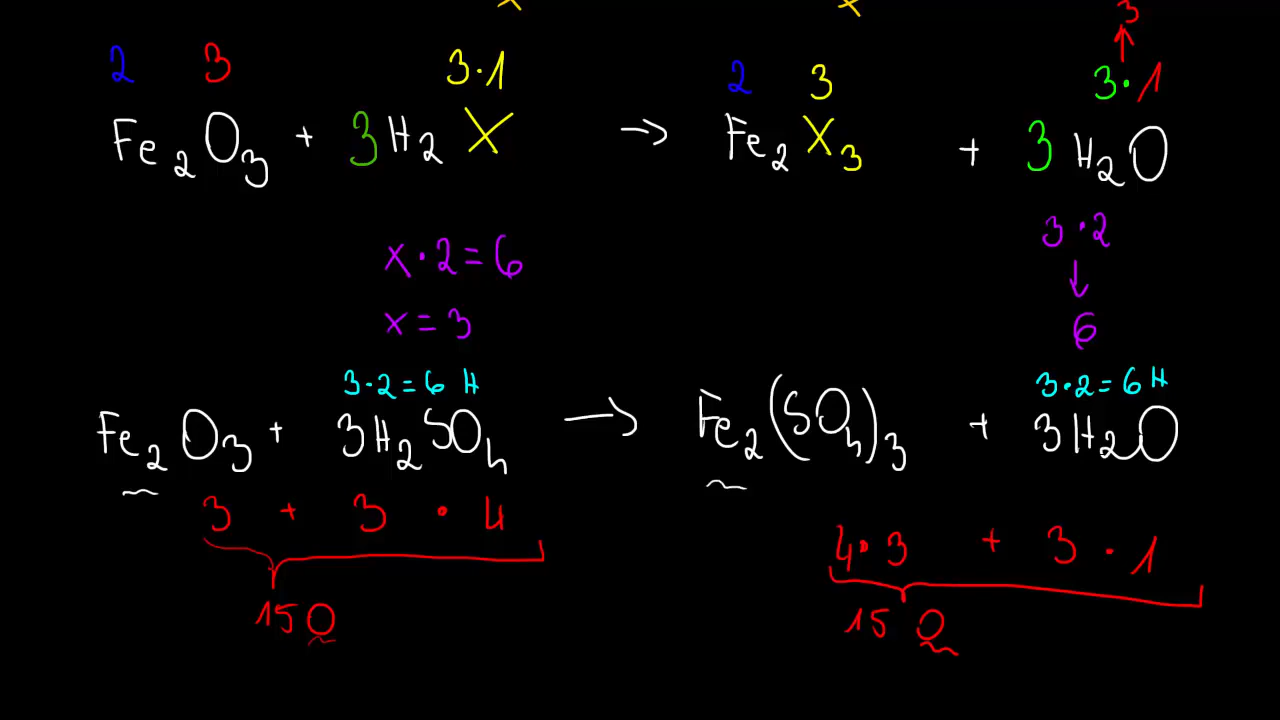 3
2 3 3·1 2 3 3·1
Fe2O3 + 3H2X → Fe2X3 + 3H2O
x·2=6 3·2
↓
x=3 6
3·2=6 H 3·2=6 H
Fe2O3 + 3H2SO4 → Fe2(SO4)3 + 3H2O
3 + 3 · 4 4·3 + 3·1
15 O 15 O